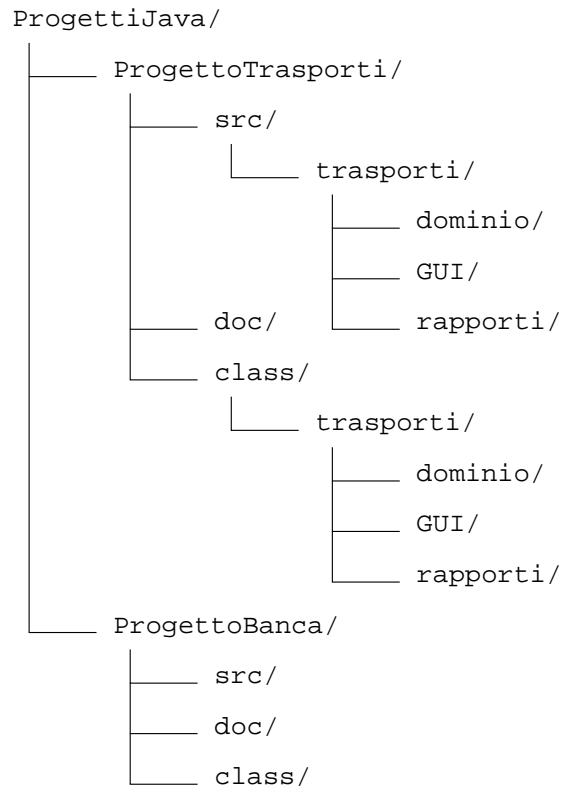 ProgettiJava/
ProgettoTrasporti/
src/
trasporti/
dominio/
GUI/
rapporti/
doc/
class/
trasporti/
dominio/
GUI/
rapporti/
ProgettoBanca/
src/
doc/
class/